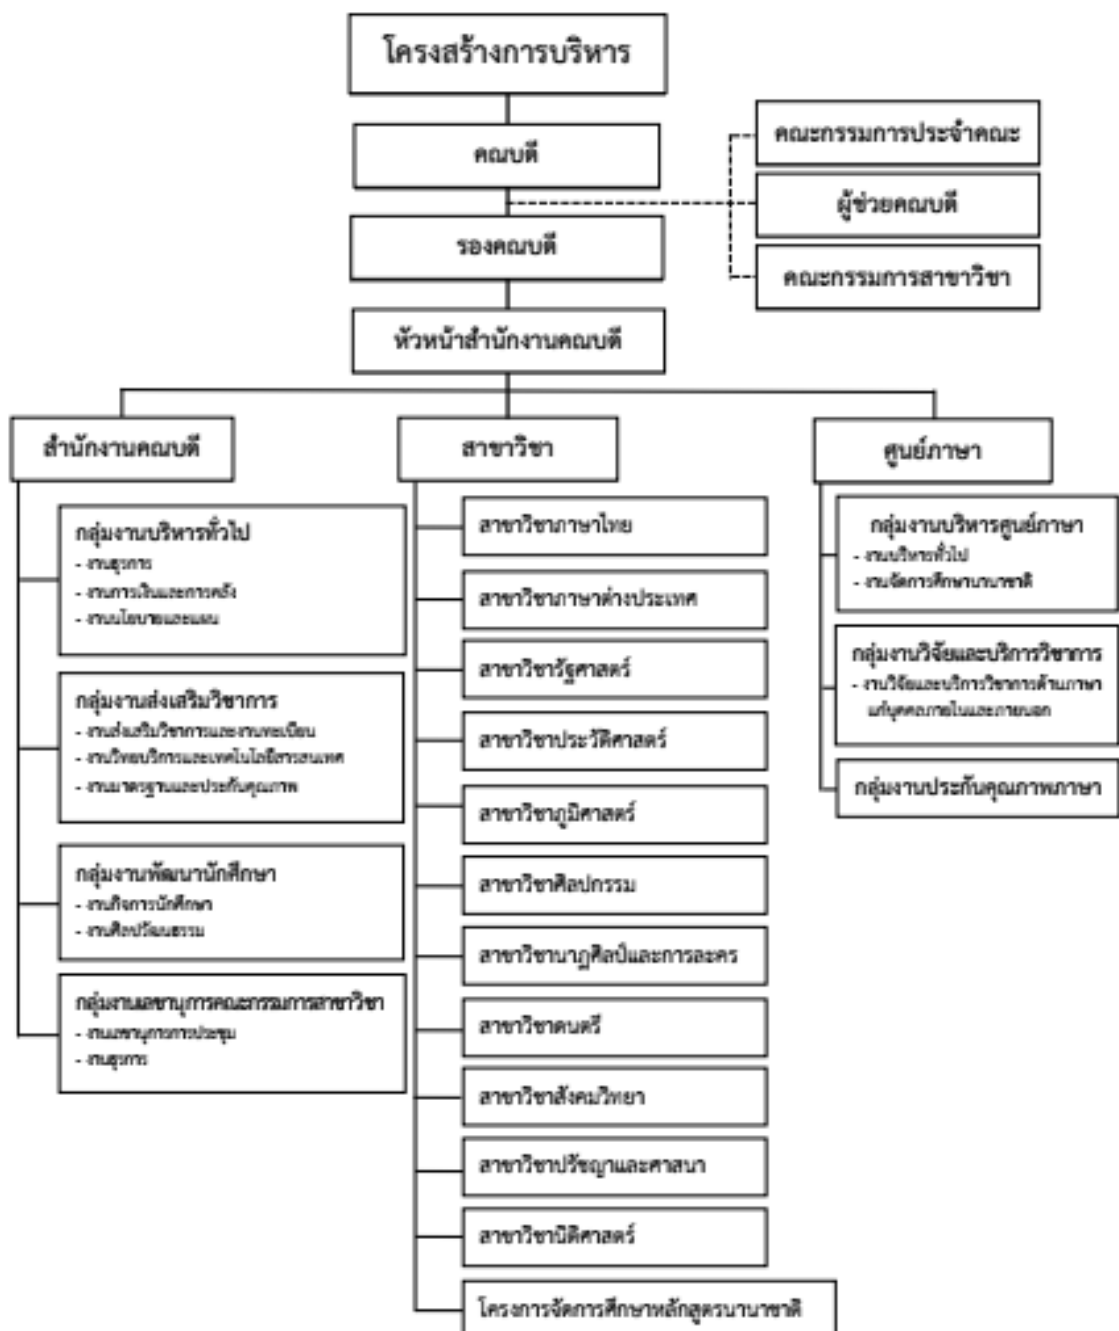 โครงสร้างการบริหาร
คณบดี
คณะกรรมการประจำคณะ
ผู้ช่วยคณบดี
รองคณบดี
คณะกรรมการสาขาวิชา
หัวหน้าสำนักงานคณบดี
สำนักงานคณบดี
กลุ่มงานบริหารทั่วไป
- งานธุรการ
- งานการเงินและการคลัง
- งานนโยบายและแผน
กลุ่มงานส่งเสริมวิชาการ
- งานส่งเสริมวิชาการและงานทะเบียน
- งานวิทยบริการและเทคโนโลยีสารสนเทศ
- งานมาตรฐานและประกันคุณภาพ
กลุ่มงานพัฒนานักศึกษา
- งานกิจการนักศึกษา
- งานศิลปวัฒนธรรม
กลุ่มงานเลขานุการคณะกรรมการสาขาวิชา
- งานเลขานุการการประชุม
- งานธุรการ
สาขาวิชา
สาขาวิชาภาษาไทย
สาขาวิชาภาษาต่างประเทศ
สาขาวิชารัฐศาสตร์
สาขาวิชาประวัติศาสตร์
สาขาวิชาภูมิศาสตร์
สาขาวิชาศิลปกรรม
สาขาวิชานาฏศิลป์และการละคร
สาขาวิชาดนตรี
สาขาวิชาสังคมวิทยา
สาขาวิชาปรัชญาและศาสนา
สาขาวิชานิติศาสตร์
โครงการจัดการศึกษาหลักสูตรนานาชาติ
ศูนย์ภาษา
กลุ่มงานบริหารศูนย์ภาษา
- งานบริหารทั่วไป
- งานจัดการศึกษานานาชาติ
กลุ่มงานวิจัยและบริการวิชาการ
- งานวิจัยและบริการวิชาการด้านภาษา
แก่บุคคลภายในและภายนอก
กลุ่มงานประกันคุณภาพภาษา